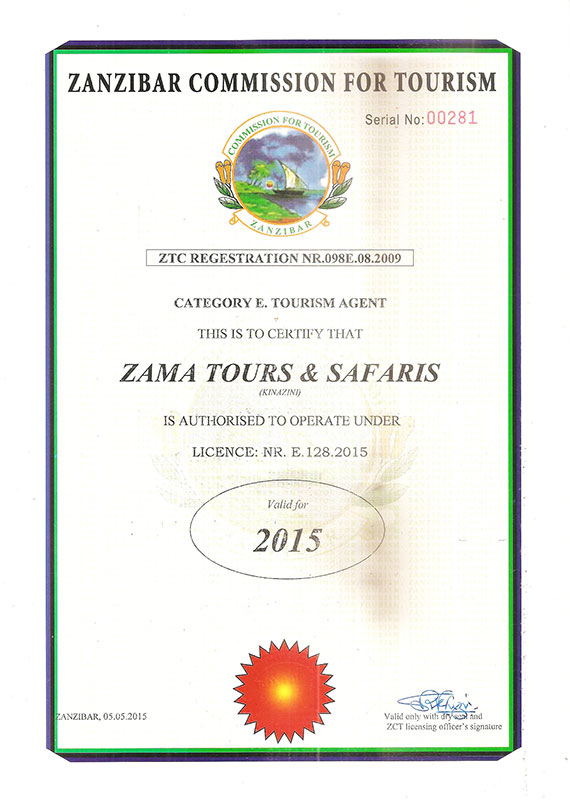 ZANZIBAR COMMISSION FOR TOURISM
Serial No: 00281
COMMISSION FOR TOURISM
ZANZIBAR
ZTC REGESTRATION NR.098E.08.2009
CATEGORY E. TOURISM AGENT
THIS IS TO CERTIFY THAT
ZAMA TOURS & SAFARIS
(KINAZINI)
IS AUTHORISED TO OPERATE UNDER
LICENCE: NR. E.128.2015
Valid for
2015
ZANZIBAR, 05.05.2015
Valid only with dry seal and
ZCT licensing officer's signature